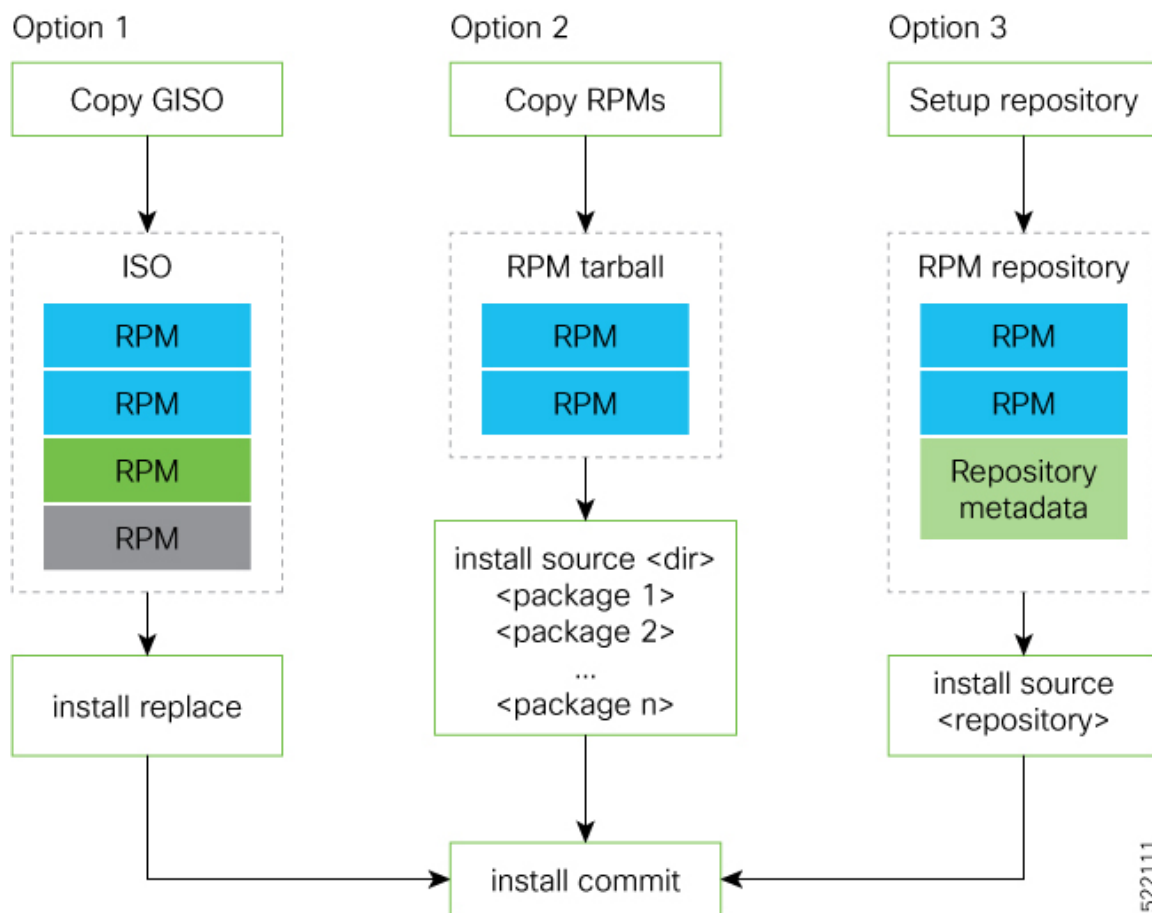 Option 1
Copy GISO
ISO
RPM
RPM
RPM
RPM
install replace
Option 2
Copy RPMs
RPM tarball
RPM
RPM
install source <dir>
<package 1>
<package 2>
...
<package n>
Option 3
Setup repository
RPM repository
RPM
RPM
Repository
metadata
install source
<repository>
install commit
522111